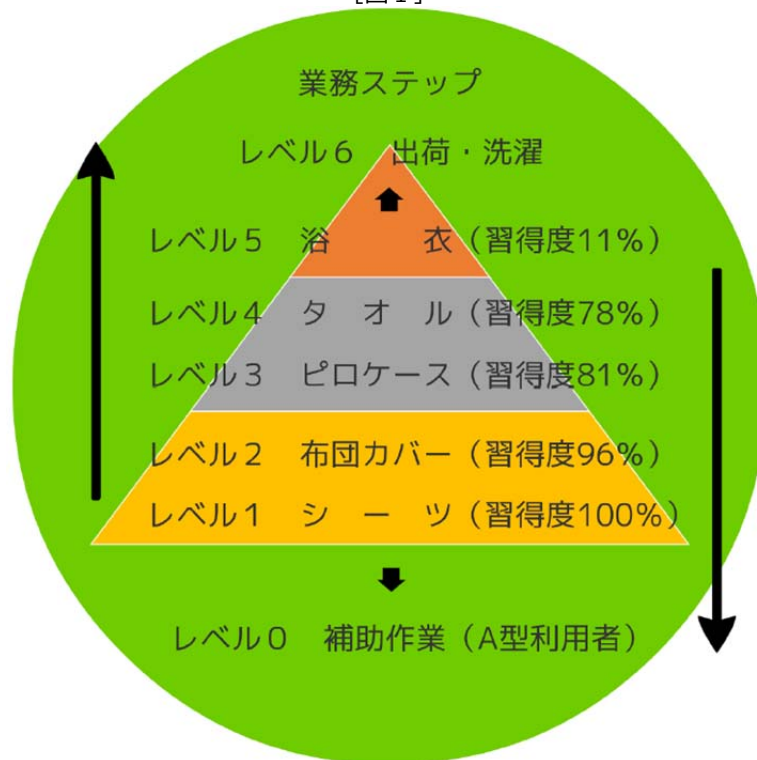 業務ステップ
レベル6 出荷・洗濯
レベル5 浴 衣（習得度11%）
レベル4 タ オ ル（習得度78%）
レベル3 ピロケース（習得度81%）
レベル2 布団カバー（習得度96%）
レベル1 シ ー ツ（習得度100%）
レベル0 補助作業（A型利用者）